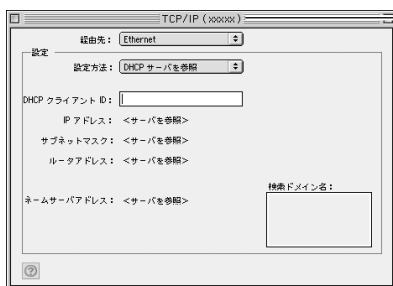 TCP/IP (xxxxx)
経由先： Ethernet
設定
設定方法： DHCP サーバを参照
DHCP クライアント ID：
IP アドレス： <サーバを参照>
サブネットマスク： <サーバを参照>
ルータアドレス： <サーバを参照>
検索ドメイン名：
ネームサーバアドレス： <サーバを参照>
?